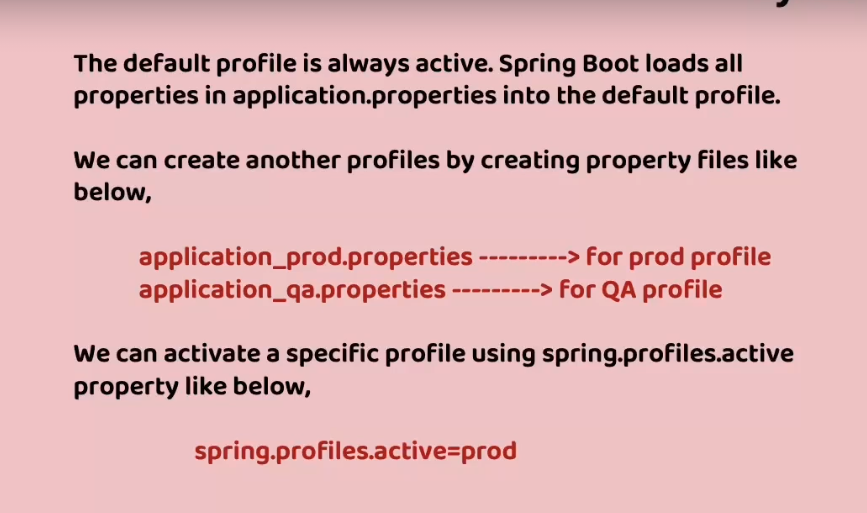 The default profile is always active. Spring Boot loads all
properties in application.properties into the default profile.
We can create another profiles by creating property files like
below,
application_prod.properties ---------> for prod profile
application_qa.properties ---------> for QA profile
We can activate a specific profile using spring.profiles.active
property like below,
spring.profiles.active=prod